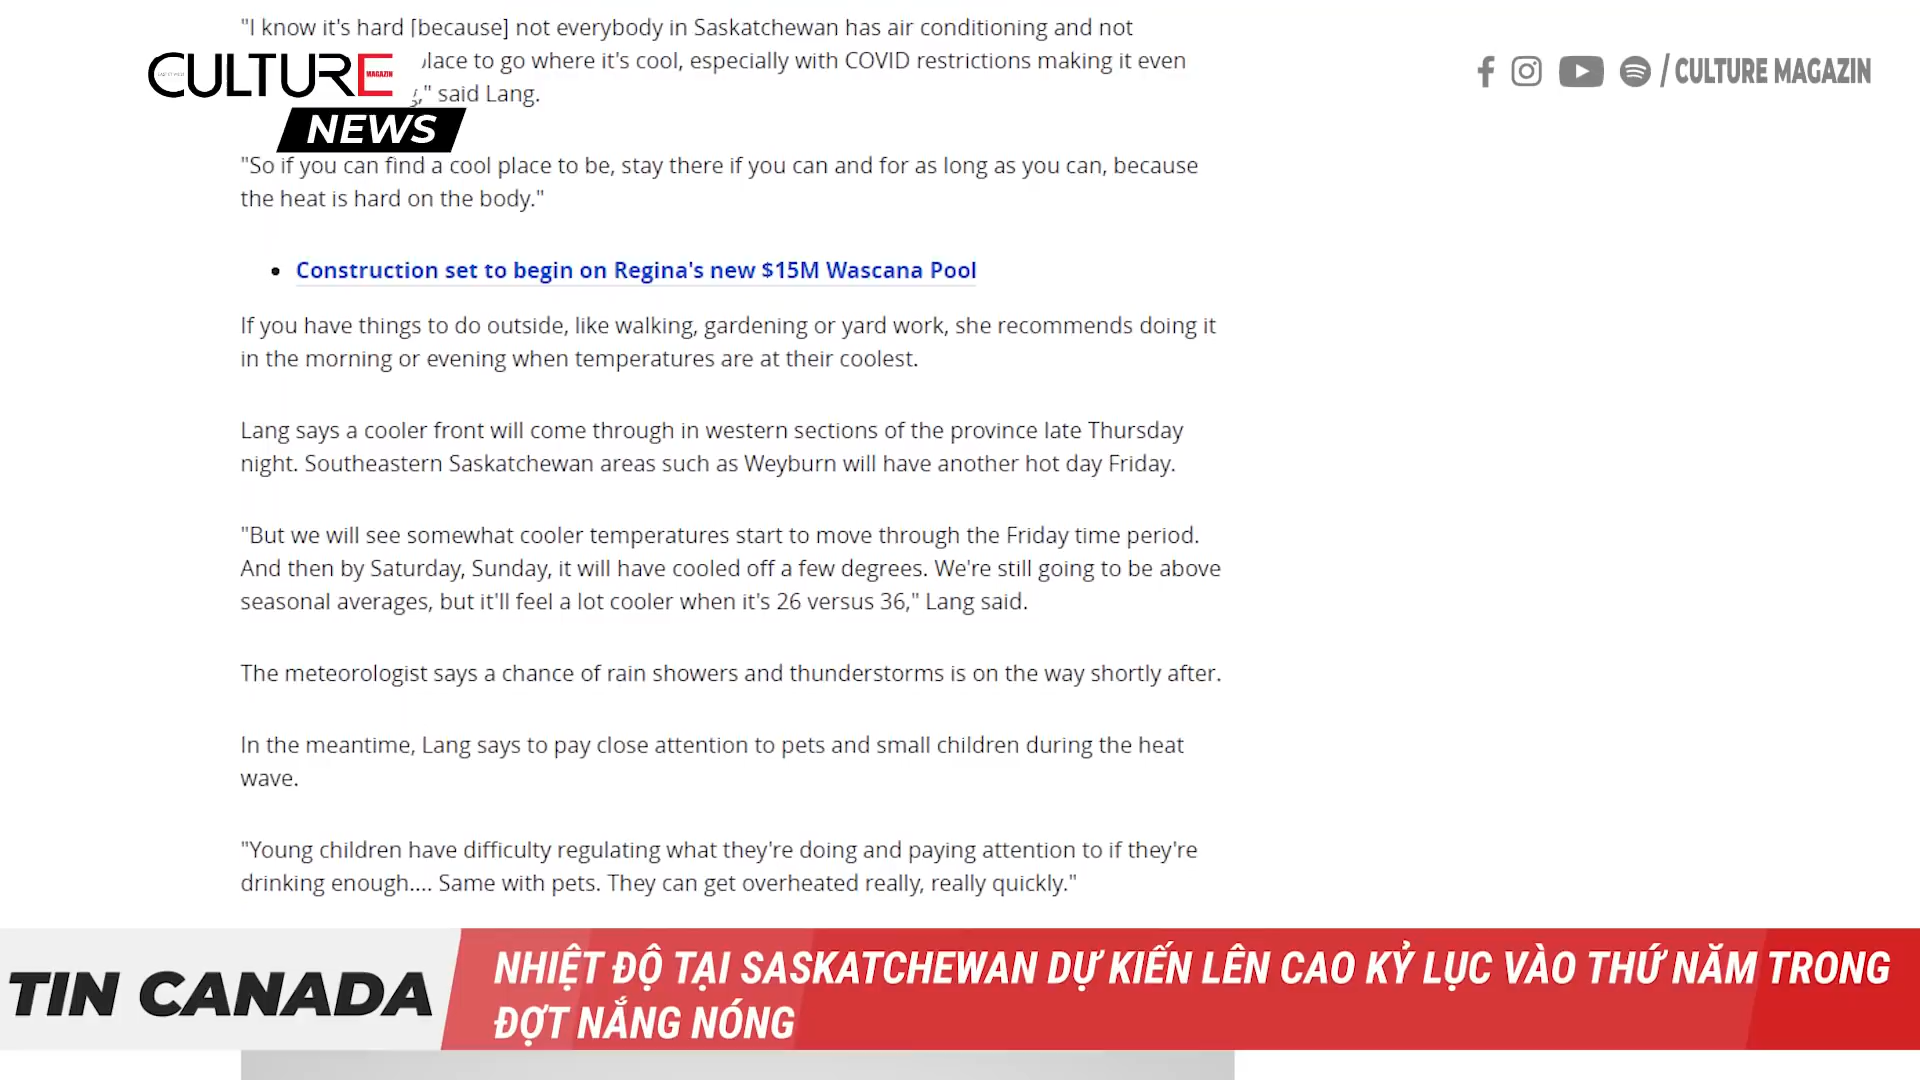 "I know it's hard [because] not everybody in Saskatchewan has air conditioning and not
place to go where it's cool, especially with COVID restrictions making it even
," said Lang.
CULTURE
MAGAZIN
NEWS
/ CULTURE MAGAZIN
"So if you can find a cool place to be, stay there if you can and for as long as you can, because
the heat is hard on the body."
• Construction set to begin on Regina's new $15M Wascana Pool
If you have things to do outside, like walking, gardening or yard work, she recommends doing it
in the morning or evening when temperatures are at their coolest.
Lang says a cooler front will come through in western sections of the province late Thursday
night. Southeastern Saskatchewan areas such as Weyburn will have another hot day Friday.
"But we will see somewhat cooler temperatures start to move through the Friday time period.
And then by Saturday, Sunday, it will have cooled off a few degrees. We're still going to be above
seasonal averages, but it'll feel a lot cooler when it's 26 versus 36," Lang said.
The meteorologist says a chance of rain showers and thunderstorms is on the way shortly after.
In the meantime, Lang says to pay close attention to pets and small children during the heat
wave.
"Young children have difficulty regulating what they're doing and paying attention to if they're
drinking enough.... Same with pets. They can get overheated really, really quickly."
TIN CANADA
NHIỆT ĐỘ TẠI SASKATCHEWAN DỰ KIẾN LÊN CAO KỶ LỤC VÀO THỨ NĂM TRONG
ĐỢT NẮNG NÓNG